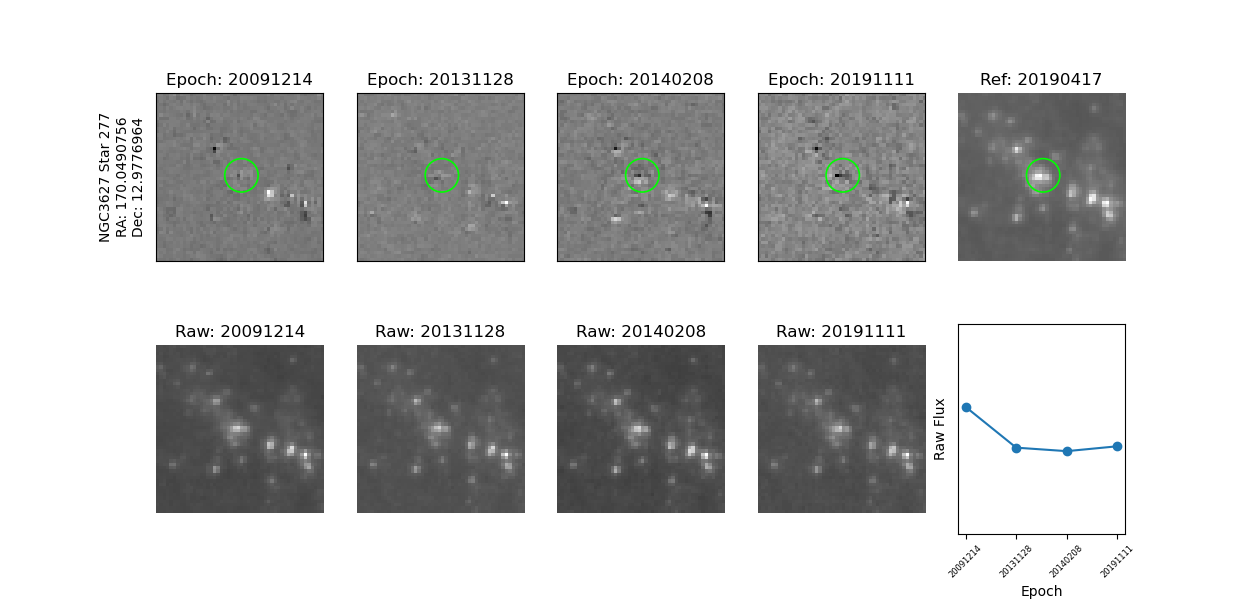 NGC3627 Star 277
RA: 170.0490756
Dec: 12.9776964
Epoch: 20091214
Epoch: 20131128
Epoch: 20140208
Epoch: 20191111
Ref: 20190417
Raw: 20091214
Raw: 20131128
Raw: 20140208
Raw: 20191111
Raw Flux
20091214
20131128
20140208
20191111
Epoch